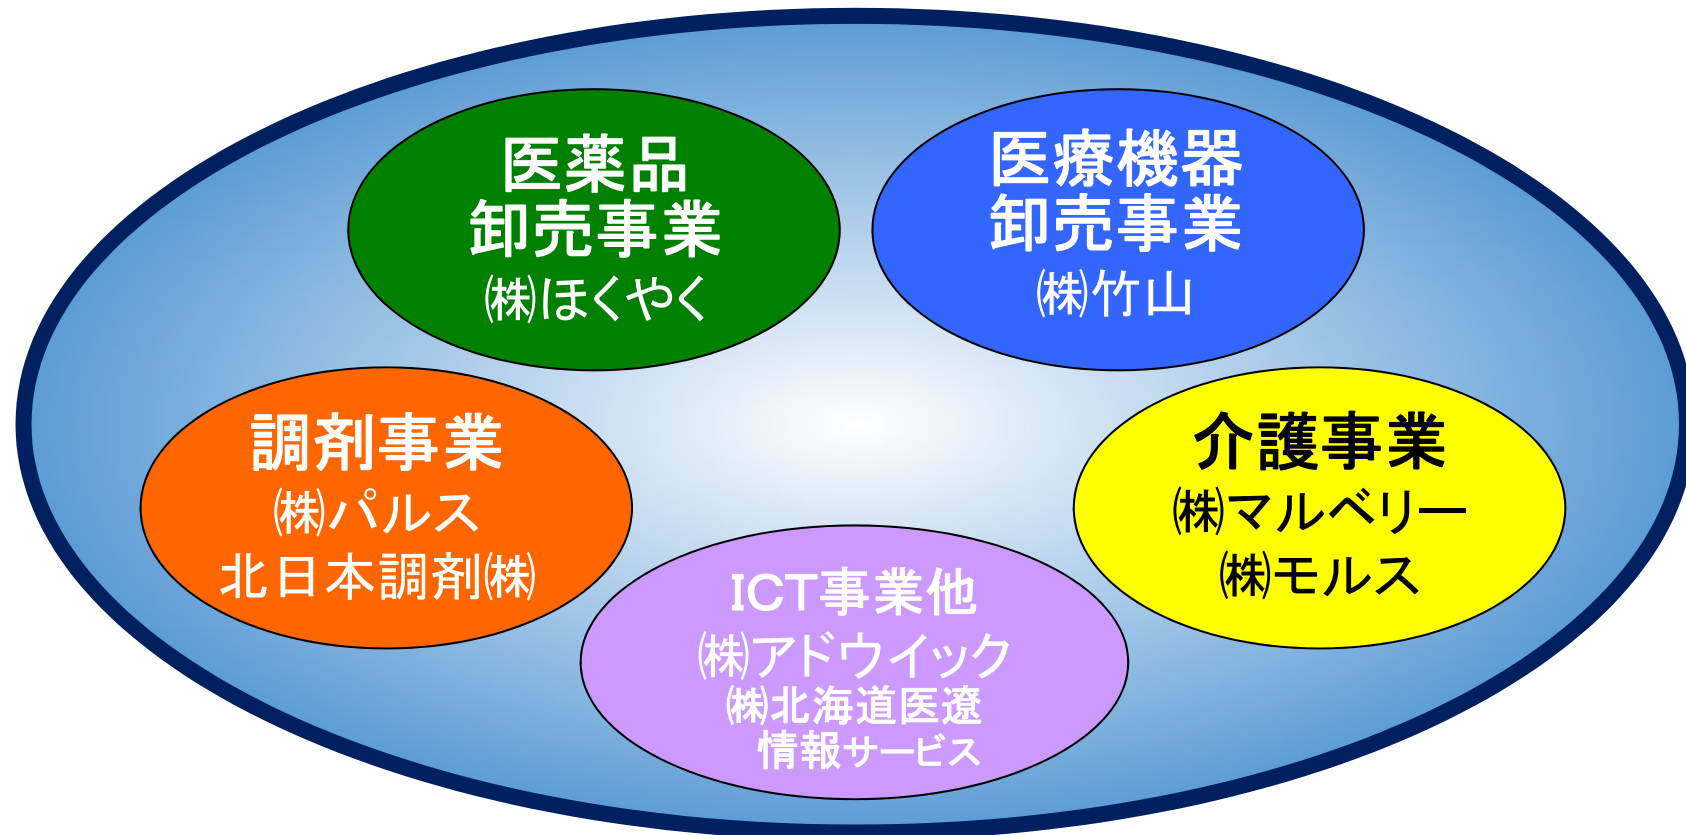 医薬品
卸売事業
㈱ほくやく
医療機器
卸売事業
㈱竹山
調剤事業
㈱パルス
北日本調剤㈱
介護事業
㈱マルベリー
㈱モルス
ICT事業他
㈱アドウイック
㈱北海道医遼
情報サービス